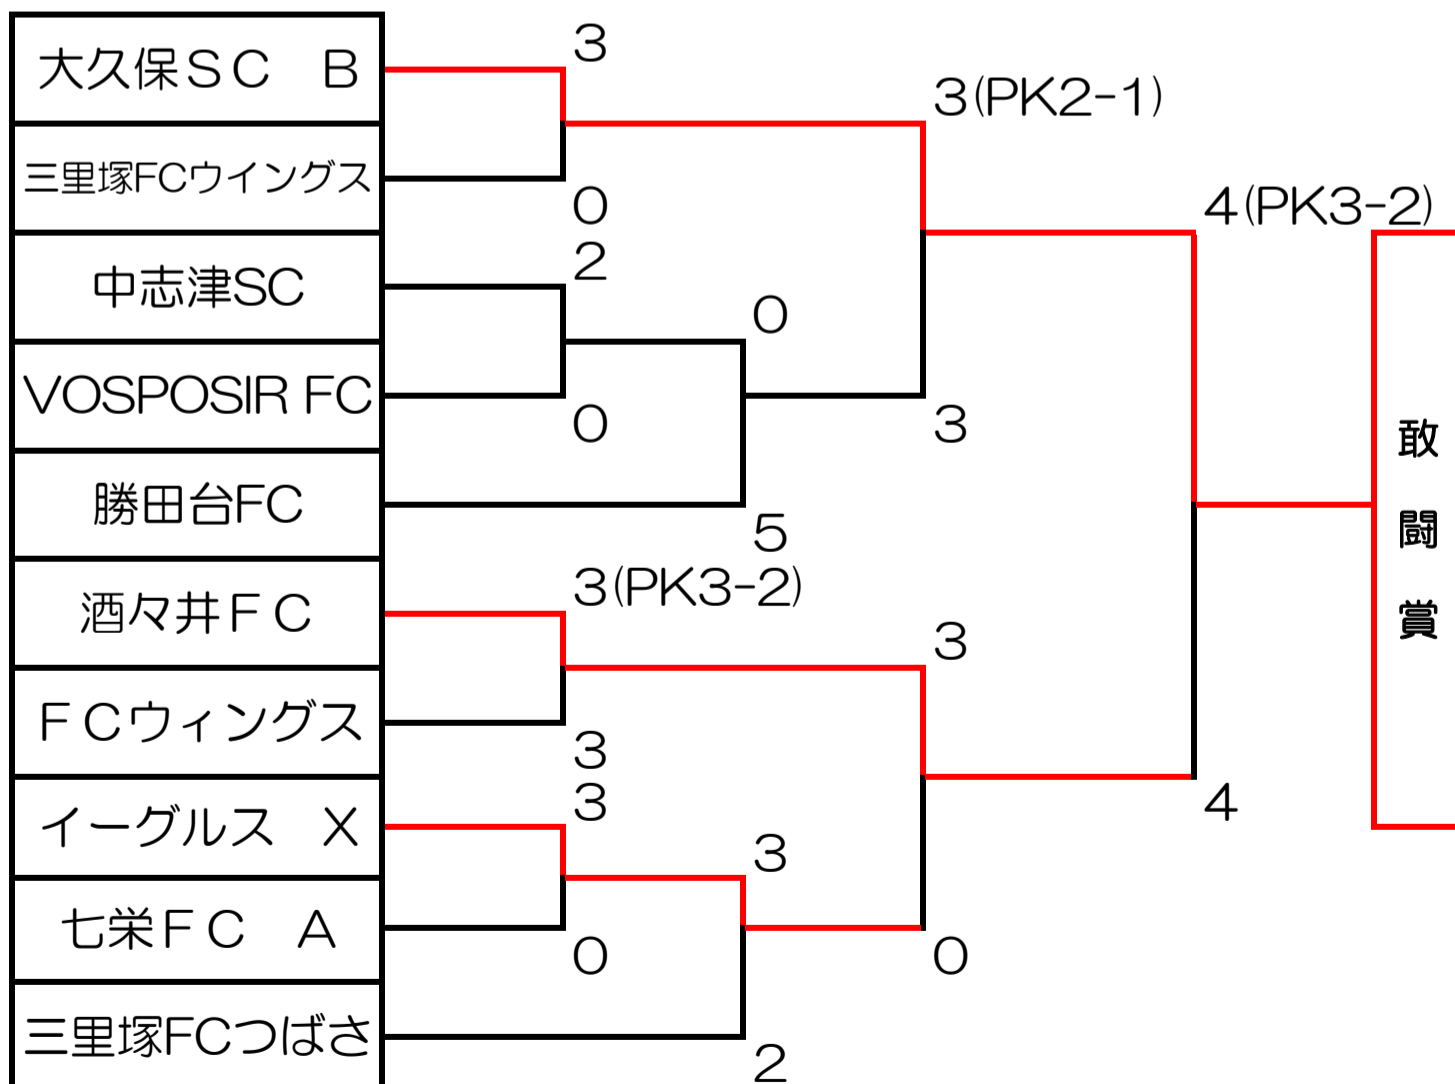 大久保ＳＣ　Ｂ
三里塚FCウイングス
中志津SC
VOSPOSIR FC
勝田台FC
酒々井ＦＣ
ＦＣウィングス
イーグルス　Ｘ
七栄ＦＣ　Ａ
三里塚FCつばさ
3
0
2
0
3(PK3-2)
3
3
0
0
5
3
2
3(PK2-1)
3
3
0
4(PK3-2)
4
敢闘賞